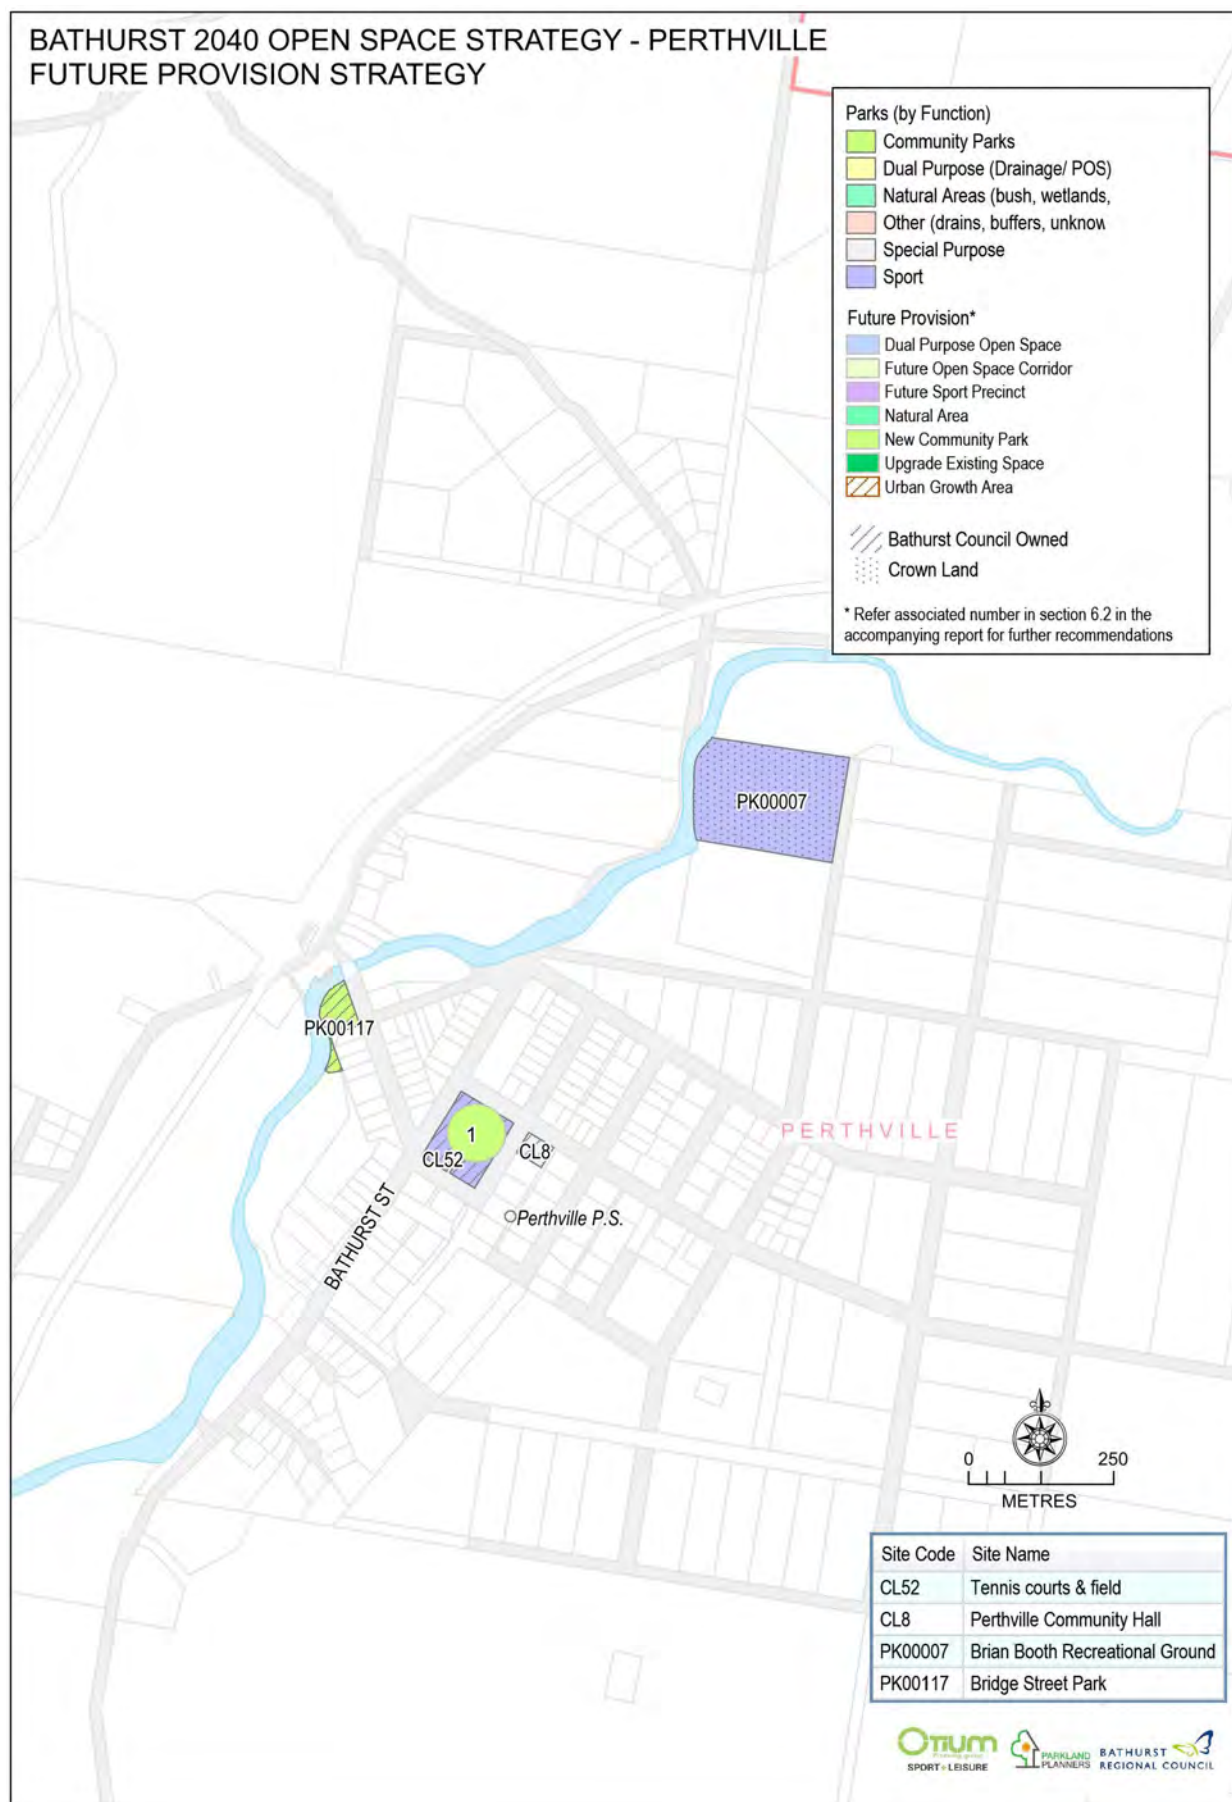 BATHURST 2040 OPEN SPACE STRATEGY - PERTHVILLE
FUTURE PROVISION STRATEGY
Parks (by Function)
Community Parks
Dual Purpose (Drainage/ POS)
Natural Areas (bush, wetlands,
Other (drains, buffers, unknow
Special Purpose
Sport
Future Provision*
Dual Purpose Open Space
Future Open Space Corridor
Future Sport Precinct
Natural Area
New Community Park
Upgrade Existing Space
Urban Growth Area
Bathurst Council Owned
Crown Land
* Refer associated number in section 6.2 in the
accompanying report for further recommendations
PK00007
PK00117
1
CL52
CL8
PERTHVILLE
Perthville P.S.
BATHURST ST
0 250
METRES
Site Code Site Name
CL52 Tennis courts & field
CL8 Perthville Community Hall
PK00007 Brian Booth Recreational Ground
PK00117 Bridge Street Park
OTIUM
SPORT + LEISURE
PARKLAND
PLANNERS
BATHURST
REGIONAL COUNCIL